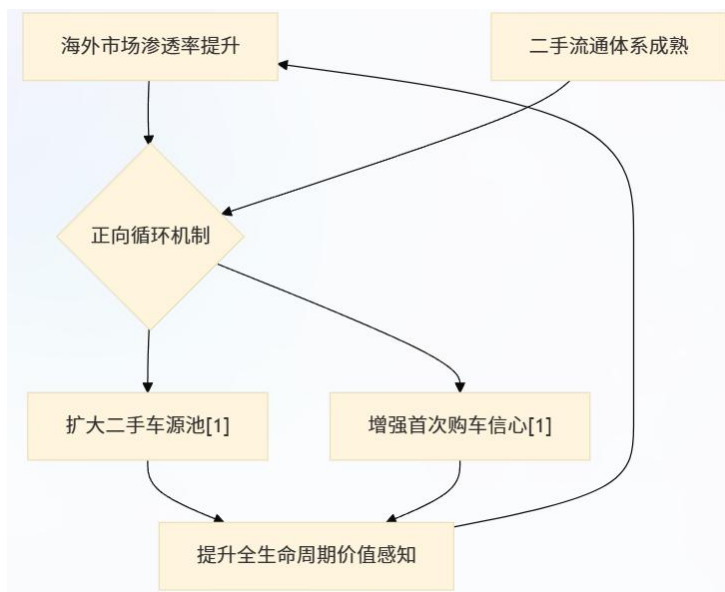 海外市场渗透率提升
二手流通体系成熟
正向循环机制
扩大二手车源池[1]
增强首次购车信心[1]
提升全生命周期价值感知